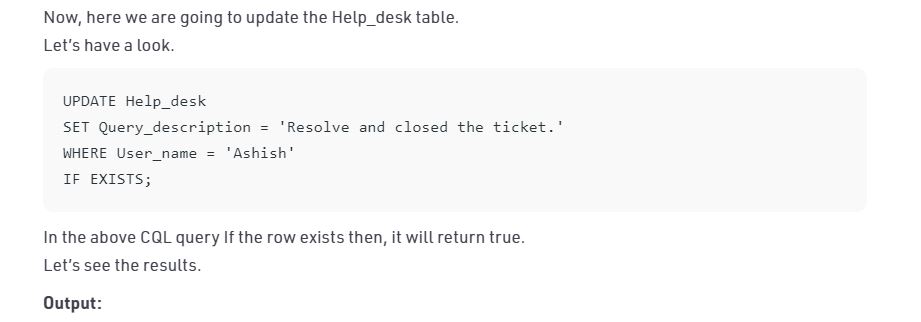 Now, here we are going to update the Help_desk table.
Let's have a look.
UPDATE Help_desk
SET Query_description = 'Resolve and closed the ticket.'
WHERE User_name = 'Ashish'
IF EXISTS;
In the above CQL query If the row exists then, it will return true.
Let's see the results.
Output: